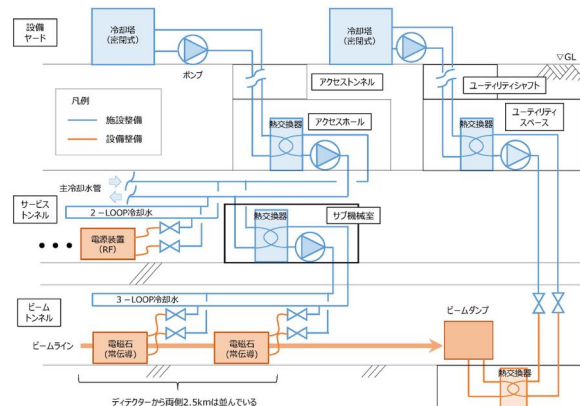 設備
ヤード
冷却塔
(密閉式)
ポンプ
冷却塔
(密閉式)
▽GL
アクセストンネル
ユーティリティシャフト
凡例
施設整備
設備整備
熱交換器
アクセスホール
熱交換器
ユーティリティ
スペース
主冷却水管
サービス
トンネル
2-LOOP冷却水
電源装置
(RF)
熱交換器
サブ機械室
ビーム
トンネル
3-LOOP冷却水
ビームダンプ
ビームライン
電磁石
(常伝導)
電磁石
(常伝導)
熱交換器
ディテクターから両側2.5kmは並んでいる